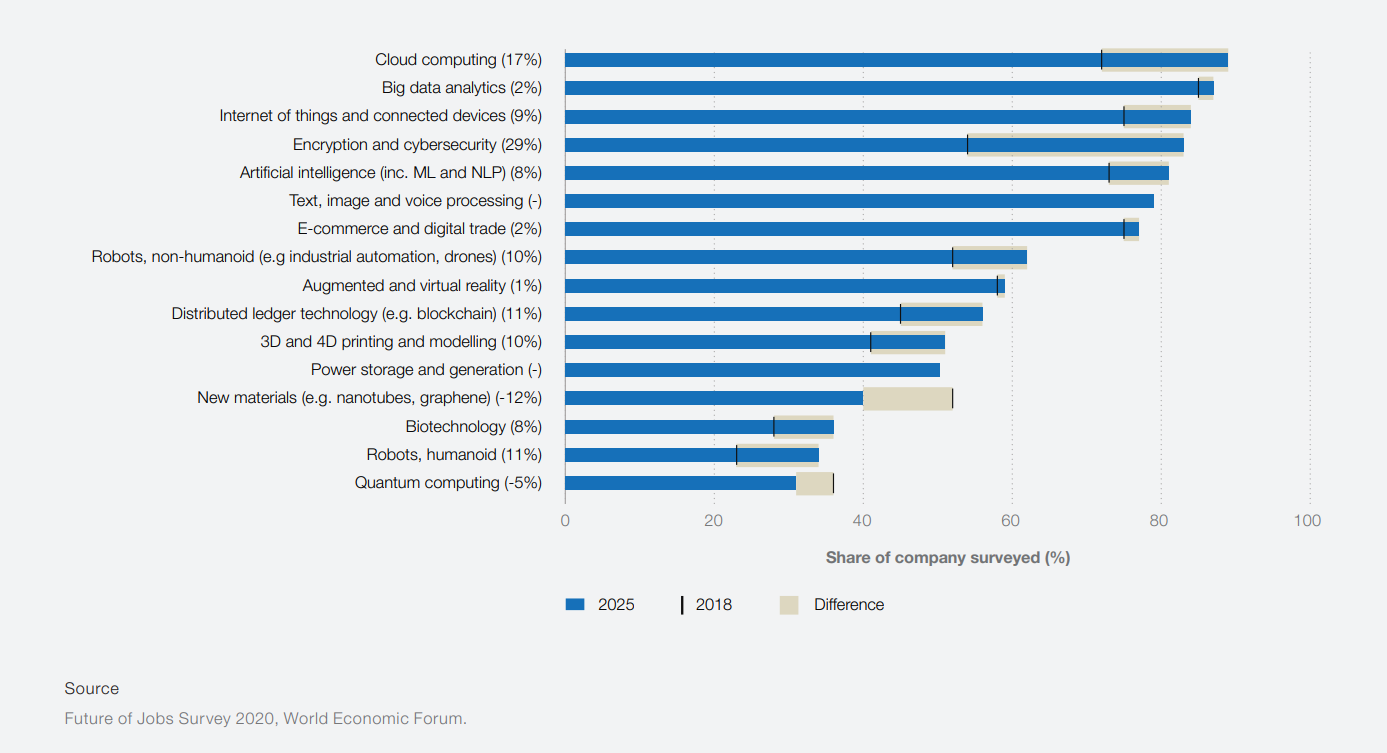 Cloud computing (17%)
Big data analytics (2%)
Internet of things and connected devices (9%)
Encryption and cybersecurity (29%)
Artificial intelligence (inc. ML and NLP) (8%)
Text, image and voice processing (-)
E-commerce and digital trade (2%)
Robots, non-humanoid (e.g industrial automation, drones) (10%)
Augmented and virtual reality (1%)
Distributed ledger technology (e.g. blockchain) (11%)
3D and 4D printing and modelling (10%)
Power storage and generation (-)
New materials (e.g. nanotubes, graphene) (-12%)
Biotechnology (8%)
Robots, humanoid (11%)
Quantum computing (-5%)
0 20 40 60 80 100
Share of company surveyed (%)
2025 2018 Difference
Source
Future of Jobs Survey 2020, World Economic Forum.